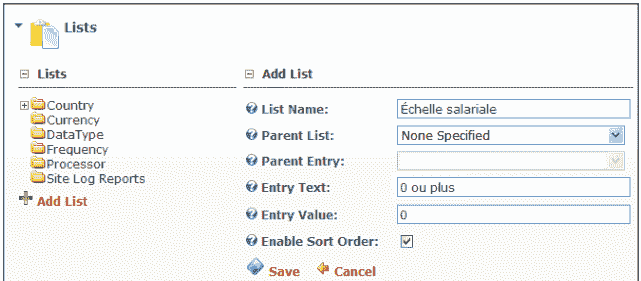 Lists
Lists
Country
Currency
DataType
Frequency
Processor
Site Log Reports
Add List
Add List
List Name: Échelle salariale
Parent List: None Specified
Parent Entry:
Entry Text: 0 ou plus
Entry Value: 0
Enable Sort Order:
Save Cancel